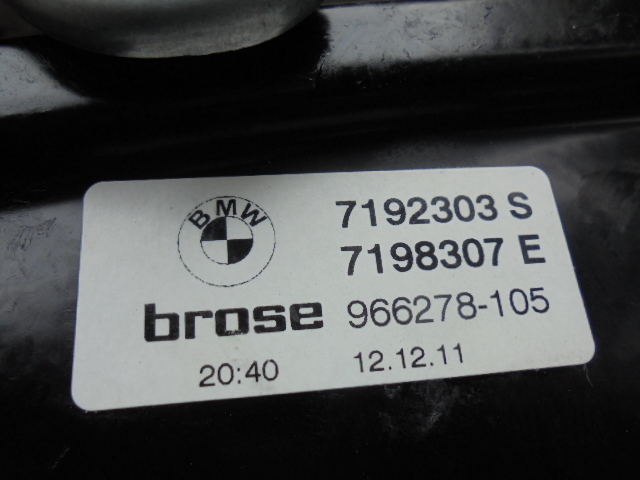 BMW
7192303 S
7198307 E
brose 966278-105
20:40 12.12.11